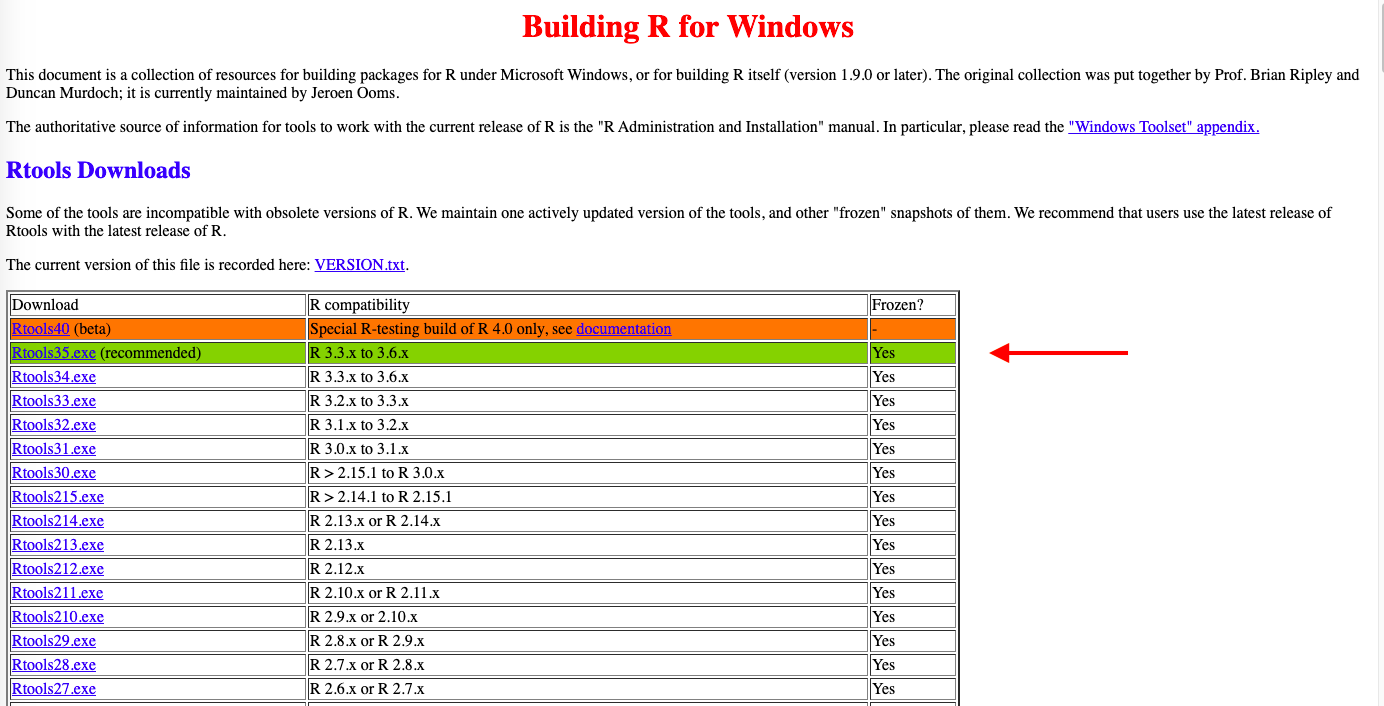 Building R for Windows
This document is a collection of resources for building packages for R under Microsoft Windows, or for building R itself (version 1.9.0 or later). The original collection was put together by Prof. Brian Ripley and
Duncan Murdoch; it is currently maintained by Jeroen Ooms.
The authoritative source of information for tools to work with the current release of R is the "R Administration and Installation" manual. In particular, please read the "Windows Toolset" appendix.
Rtools Downloads
Some of the tools are incompatible with obsolete versions of R. We maintain one actively updated version of the tools, and other "frozen" snapshots of them. We recommend that users use the latest release of
Rtools with the latest release of R.
The current version of this file is recorded here: VERSION.txt.
Download R compatibility Frozen?
Rtools40 (beta) Special R-testing build of R 4.0 only, see documentation -
Rtools35.exe (recommended) R 3.3.x to 3.6.x Yes
Rtools34.exe R 3.3.x to 3.6.x Yes
Rtools33.exe R 3.2.x to 3.3.x Yes
Rtools32.exe R 3.1.x to 3.2.x Yes
Rtools31.exe R 3.0.x to 3.1.x Yes
Rtools30.exe R > 2.15.1 to R 3.0.x Yes
Rtools215.exe R > 2.14.1 to R 2.15.1 Yes
Rtools214.exe R 2.13.x or R 2.14.x Yes
Rtools213.exe R 2.13.x Yes
Rtools212.exe R 2.12.x Yes
Rtools211.exe R 2.10.x or R 2.11.x Yes
Rtools210.exe R 2.9.x or 2.10.x Yes
Rtools29.exe R 2.8.x or R 2.9.x Yes
Rtools28.exe R 2.7.x or R 2.8.x Yes
Rtools27.exe R 2.6.x or R 2.7.x Yes